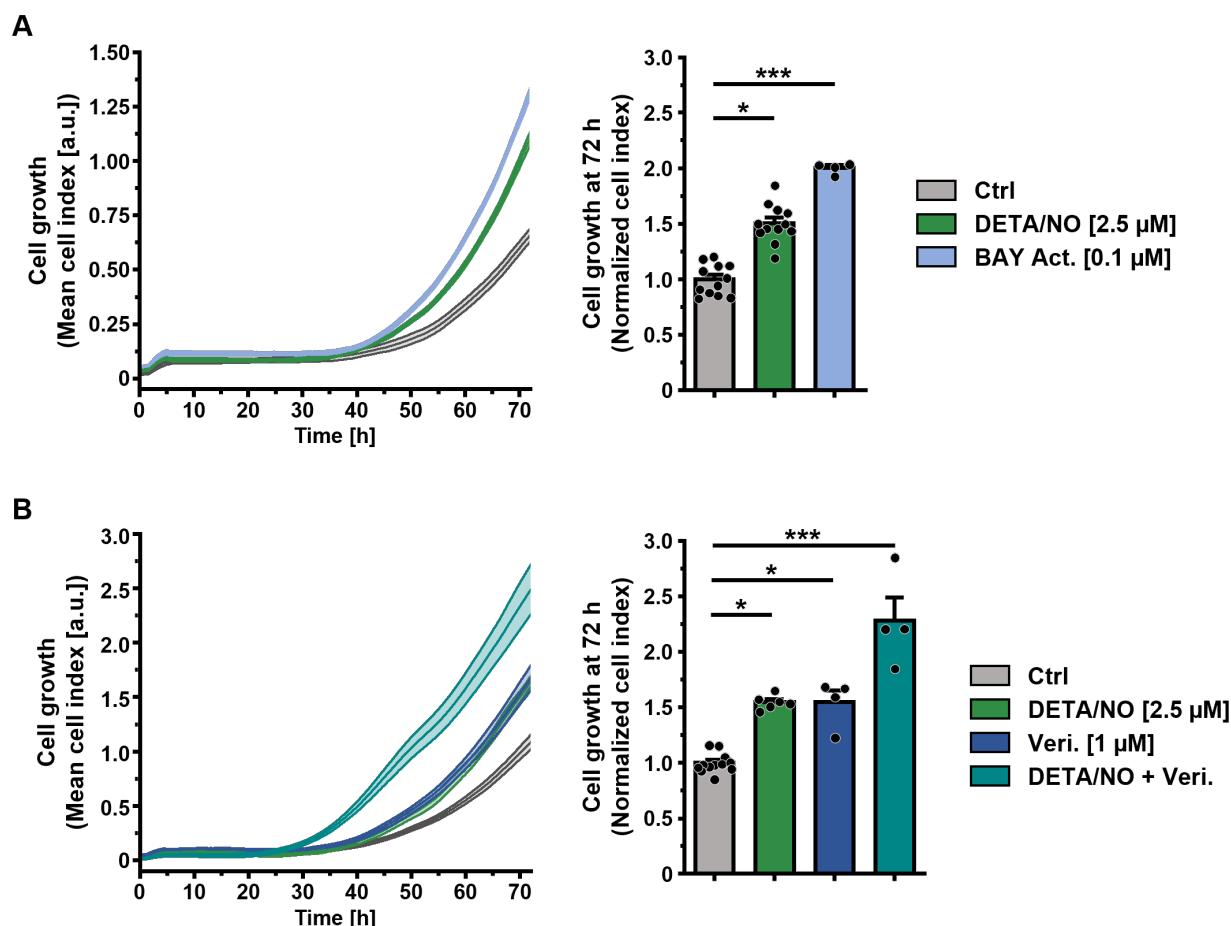 A
Cell growth
(Mean cell index [a.u.])
1.50
1.25
1.00
0.75
0.50
0.25
0
0 10 20 30 40 50 60 70
Time [h]
Cell growth at 72 h
(Normalized cell index)
3.0
2.5
2.0
1.5
1.0
0.5
0
***
*
Ctrl
DETA/NO [2.5 µM]
BAY Act. [0.1 µM]
B
Cell growth
(Mean cell index [a.u.])
3.0
2.5
2.0
1.5
1.0
0.5
0
0 10 20 30 40 50 60 70
Time [h]
Cell growth at 72 h
(Normalized cell index)
3.0
2.5
2.0
1.5
1.0
0.5
0
***
*
*
Ctrl
DETA/NO [2.5 µM]
Veri. [1 µM]
DETA/NO + Veri.